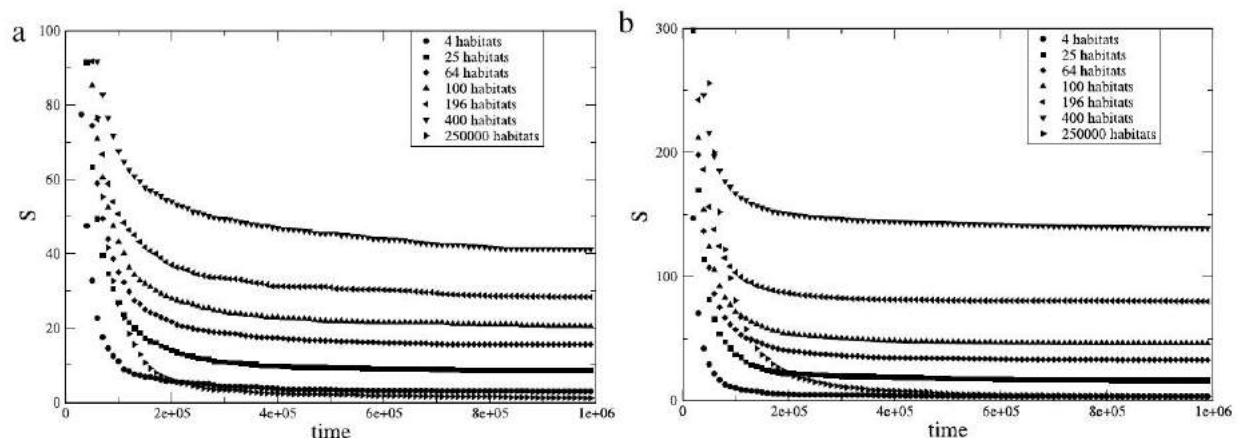 a
100
80
60
40
20
0
S
4 habitats
25 habitats
64 habitats
100 habitats
196 habitats
400 habitats
250000 habitats
0 2e+05 4e+05 6e+05 8e+05 1e+06
time
b
300
200
100
0
S
4 habitats
25 habitats
64 habitats
100 habitats
196 habitats
400 habitats
250000 habitats
0 2e+05 4e+05 6e+05 8e+05 1e+06
time